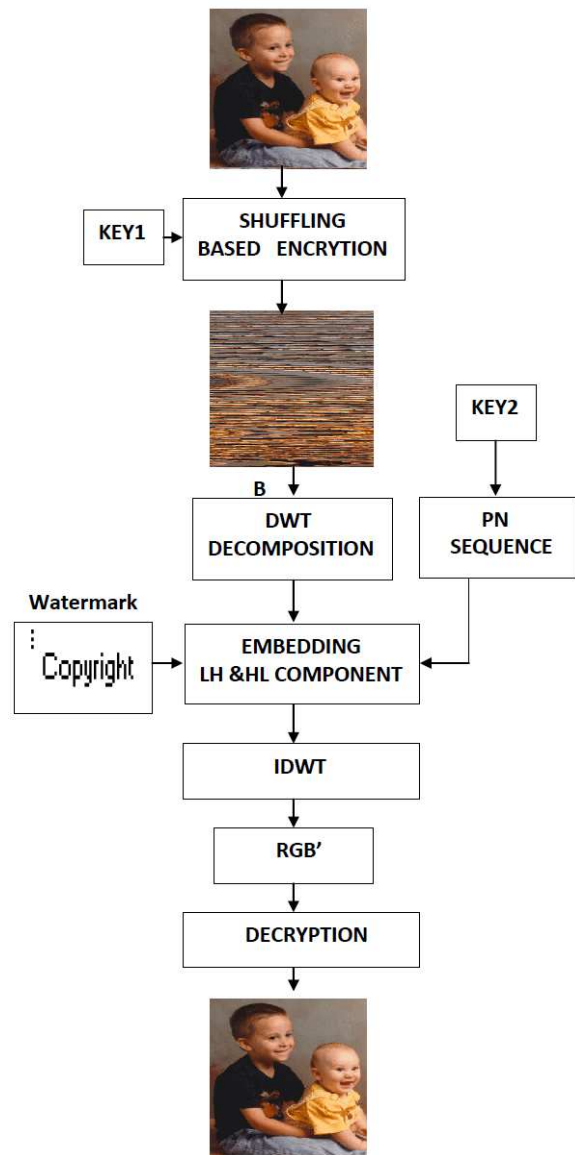 KEY1
SHUFFLING
BASED ENCRYTION
KEY2
B
DWT
DECOMPOSITION
PN
SEQUENCE
Watermark
Copyright
EMBEDDING
LH &HL COMPONENT
IDWT
RGB’
DECRYPTION